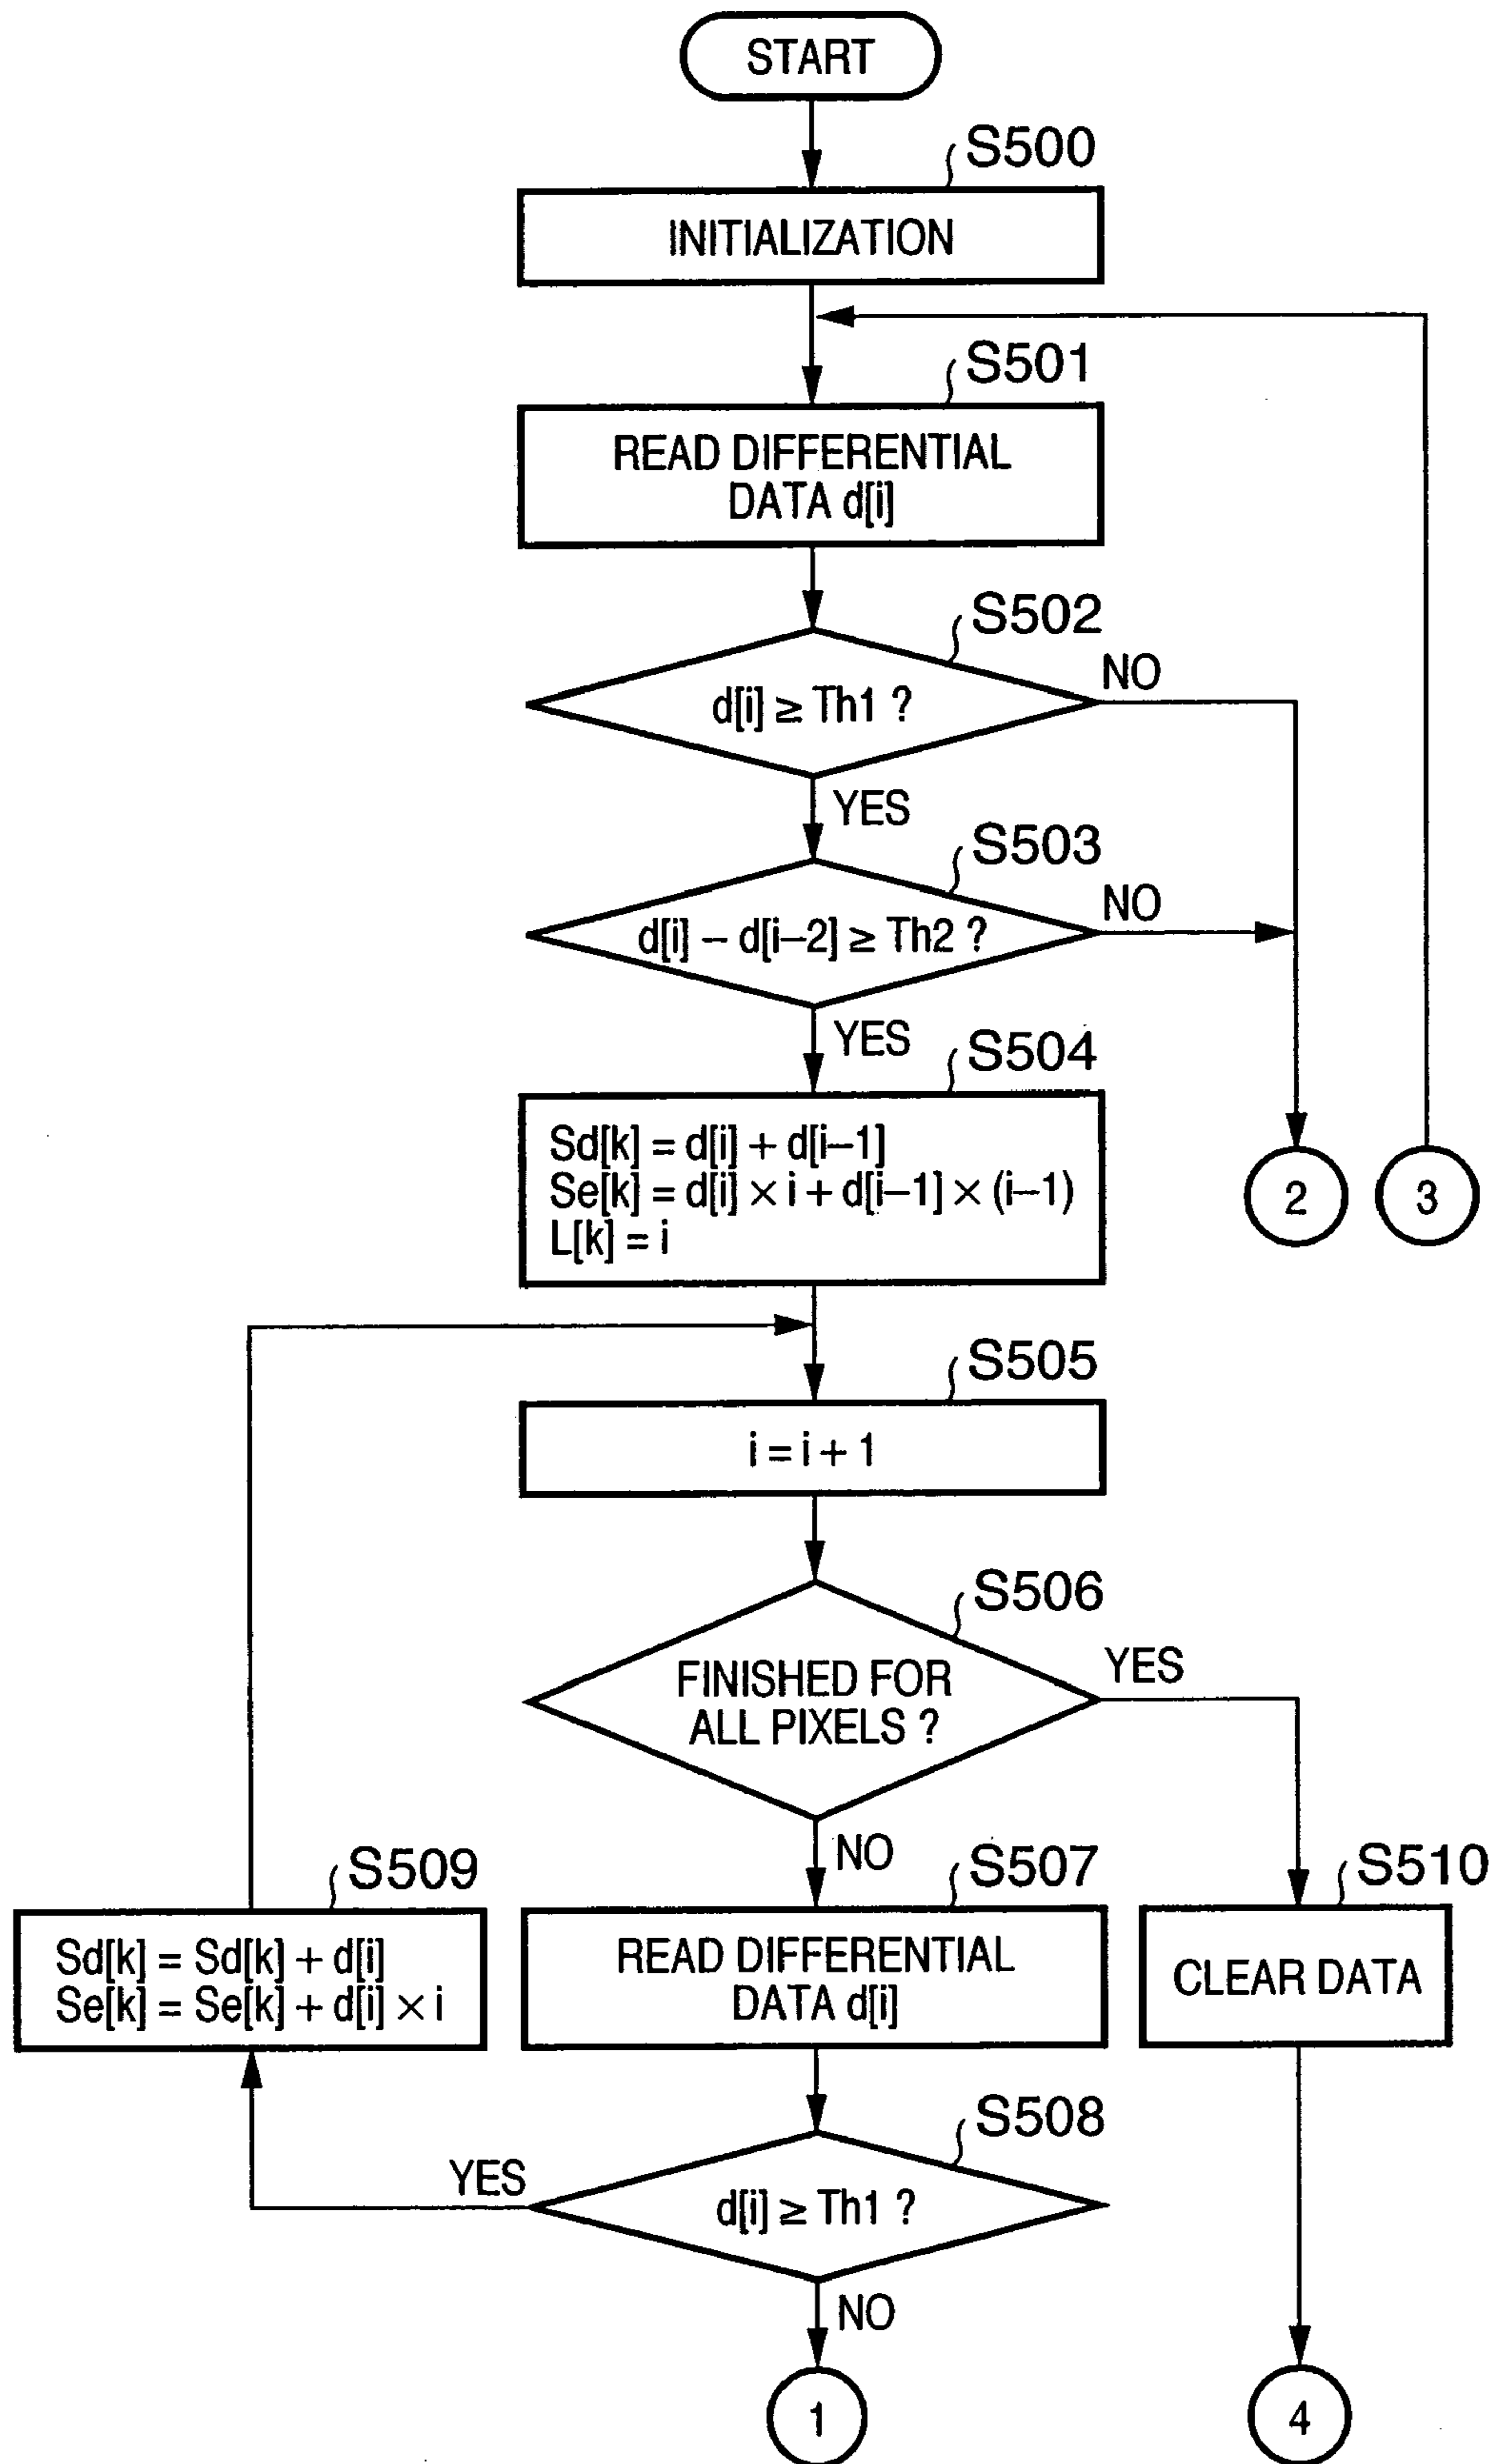 START
S500
INITIALIZATION
S501
READ DIFFERENTIAL
DATA d[i]
S502
d[i] ≥ Th1 ?
NO
YES
S503
d[i] – d[i–2] ≥ Th2 ?
NO
YES
S504
Sd[k] = d[i] + d[i–1]
Se[k] = d[i] × i + d[i–1] × (i–1)
L[k] = i
2
3
S505
i = i + 1
S506
FINISHED FOR
ALL PIXELS ?
YES
NO
S509
Sd[k] = Sd[k] + d[i]
Se[k] = Se[k] + d[i] × i
S507
READ DIFFERENTIAL
DATA d[i]
S510
CLEAR DATA
S508
d[i] ≥ Th1 ?
YES
NO
1
4